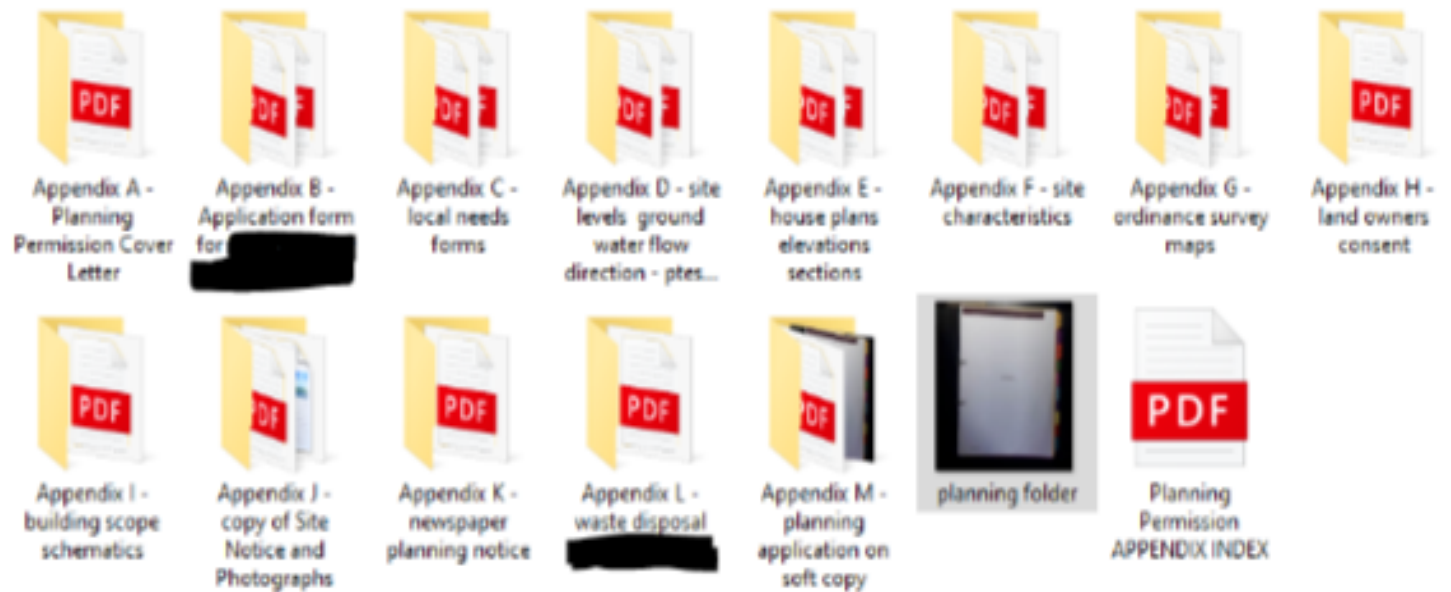 PDF
PDF
PDF
PDF
PDF
PDF
PDF
PDF
Appendix A -
Planning
Permission Cover
Letter
Appendix B -
Application form
for
Appendix C -
local needs
forms
Appendix D - site
levels ground
water flow
direction - ptes...
Appendix E -
house plans
elevations
sections
Appendix F - site
characteristics
Appendix G -
ordinance survey
maps
Appendix H -
land owners
consent
PDF
PDF
PDF
PDF
PDF
PDF
Appendix I -
building scope
schematics
Appendix J -
copy of Site
Notice and
Photographs
Appendix K -
newspaper
planning notice
Appendix L -
waste disposal
Appendix M -
planning
application on
soft copy
planning folder
Planning
Permission
APPENDIX INDEX